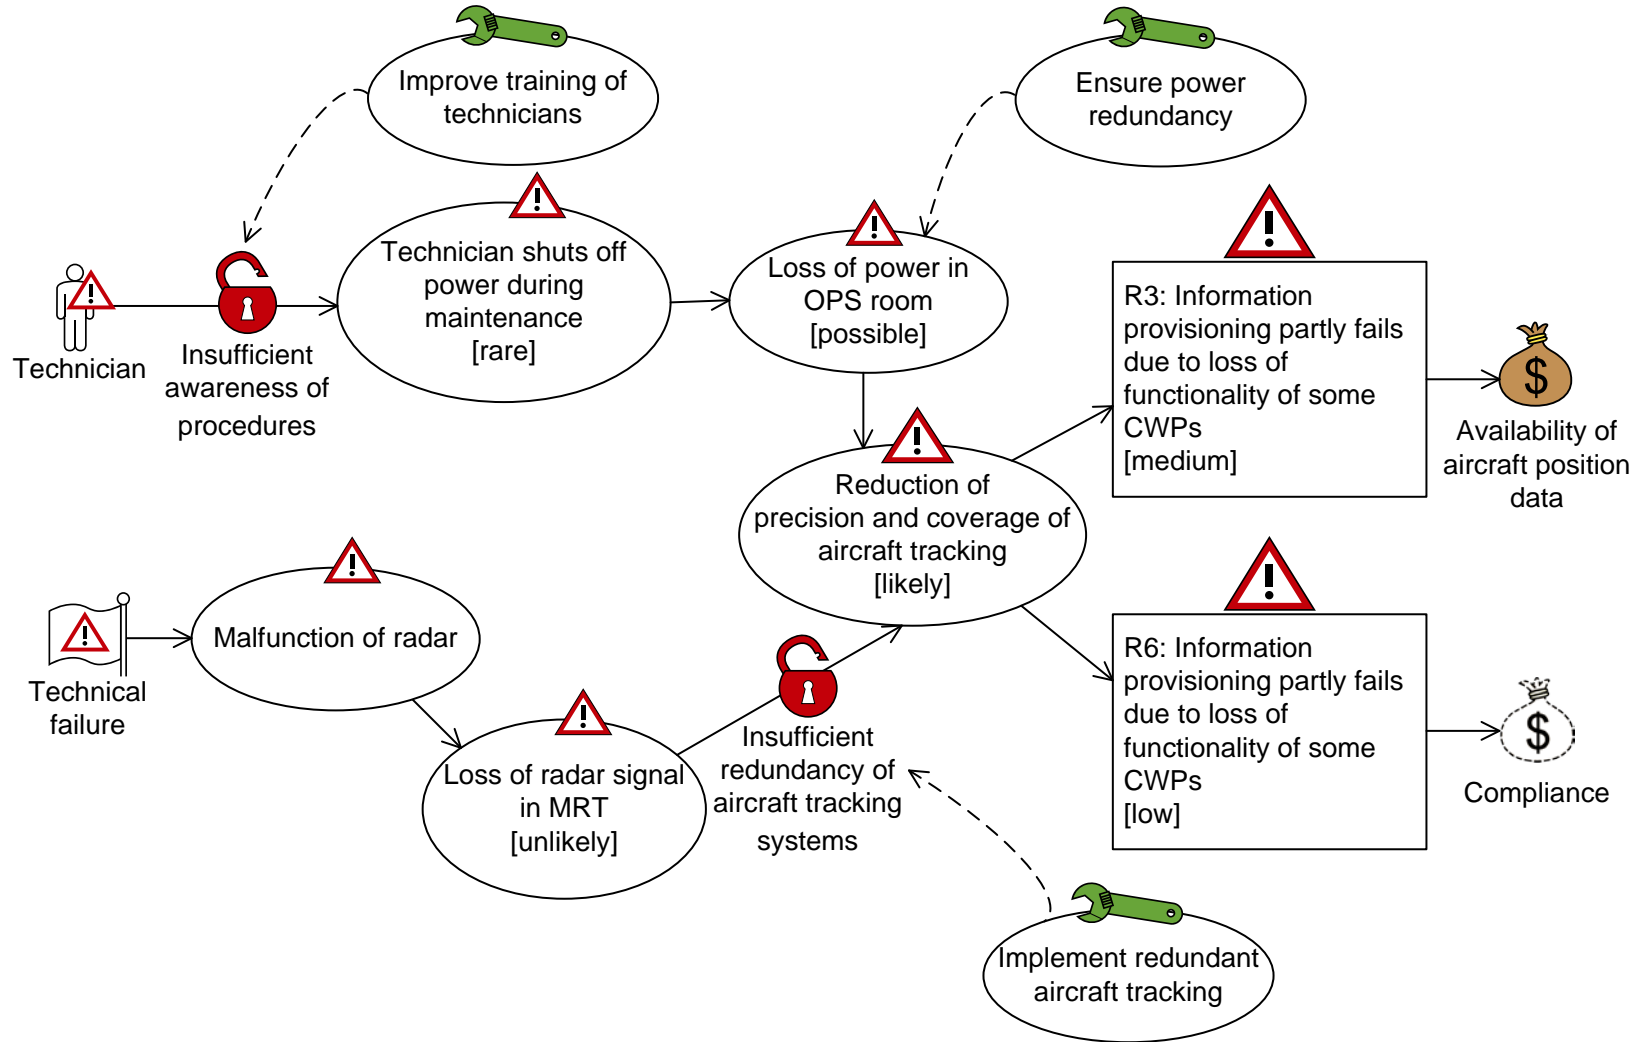 Improve training of
technicians
Ensure power
redundancy
Technician shuts off
power during
maintenance
[rare]
Loss of power in
OPS room
[possible]
R3: Information
provisioning partly fails
due to loss of
functionality of some
CWPs
[medium]
Technician
Insufficient
awareness of
procedures
$
Availability of
aircraft position
data
Reduction of
precision and coverage of
aircraft tracking
[likely]
Malfunction of radar
Technical
failure
R6: Information
provisioning partly fails
due to loss of
functionality of some
CWPs
[low]
$
Compliance
Loss of radar signal
in MRT
[unlikely]
Insufficient
redundancy of
aircraft tracking
systems
Implement redundant
aircraft tracking